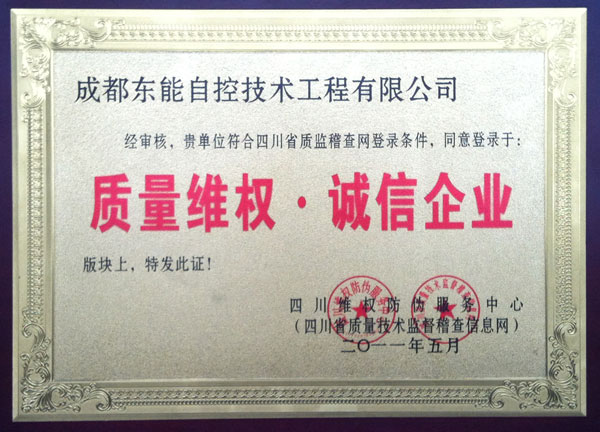 成都东能自控技术工程有限公司
经审核，贵单位符合四川省质监稽查网登录条件，同意登录于：
质量维权·诚信企业
版块上，特发此证！
四川维权防伪服务中心
（四川省质量技术监督稽查信息网）
二〇一一年五月